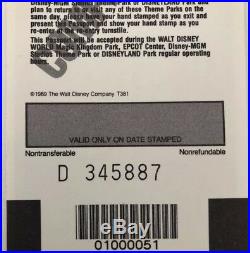 Disney-MGM Studios Theme Park or DISNEYLAND Park
plan to return to or visit any of these Theme Parks on the
same day, please have your hand stamped as you exit and
present this Passport and show your hand stamp as you
re-enter at the re-entry turnstile.
This Passport will be accepted during the WALT DISNEY
WORLD Magic Kingdom Park, EPCOT Center, Disney-MGM
Studios Theme Park or DISNEYLAND Park regular operating
hours.
©1989 The Walt Disney Company T381
VALID ONLY ON DATE STAMPED
Nontransferable Nonrefundable
D 345887
01000051